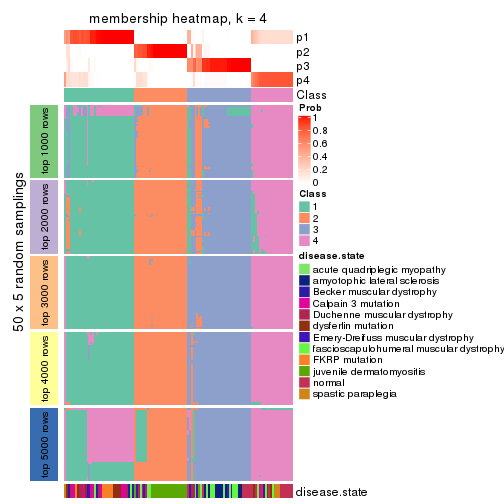 membership heatmap, k = 4
p1
p2
p3
p4
Class
50 x 5 random samplings
top 1000 rows
top 2000 rows
top 3000 rows
top 4000 rows
top 5000 rows
disease.state
Prob
1
0.8
0.6
0.4
0.2
0
Class
1
2
3
4
disease.state
acute quadriplegic myopathy
amyotophic lateral sclerosis
Becker muscular dystrophy
Calpain 3 mutation
Duchenne muscular dystrophy
dysferlin mutation
Emery-Dreifuss muscular dystrophy
fascioscapulohumeral muscular dystrophy
FKRP mutation
juvenile dermatomyositis
normal
spastic paraplegia